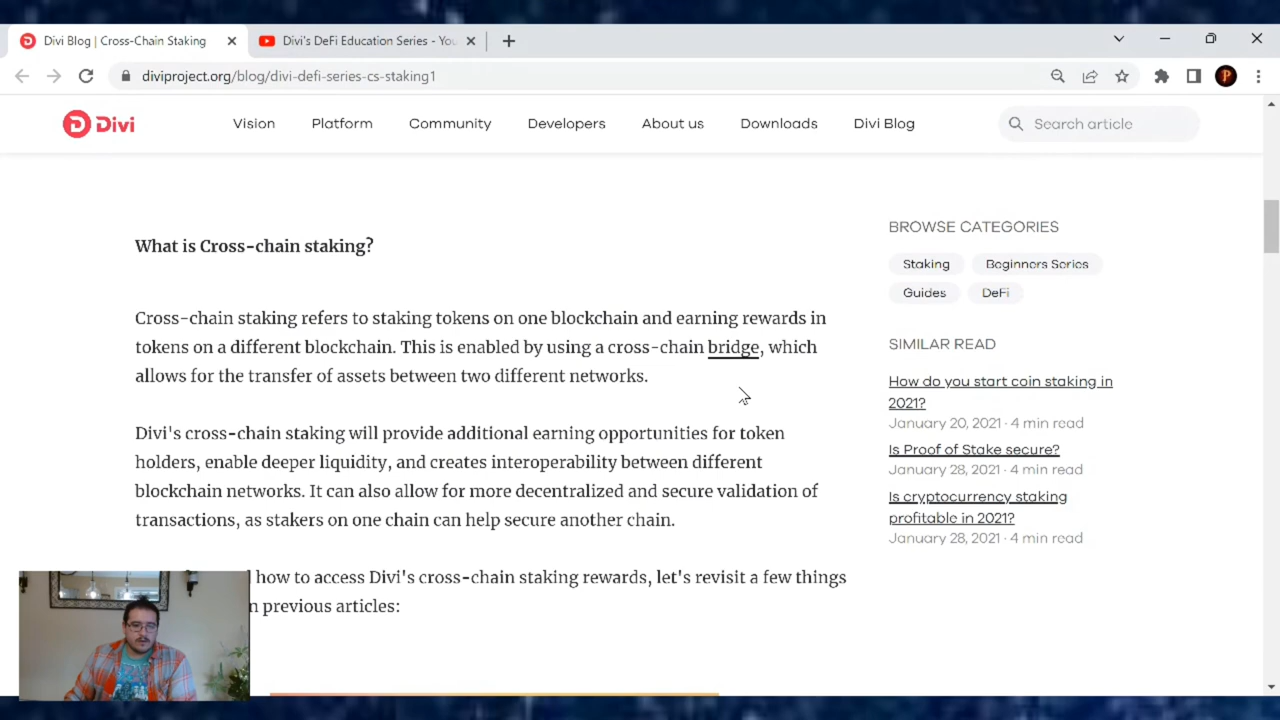 Divi Blog | Cross-Chain Staking
Divi's DeFi Education Series - You
diviproject.org/blog/divi-defi-series-cs-staking1
P
Divi
Vision
Platform
Community
Developers
About us
Downloads
Divi Blog
Search article
What is Cross-chain staking?
Cross-chain staking refers to staking tokens on one blockchain and earning rewards in
tokens on a different blockchain. This is enabled by using a cross-chain bridge, which
allows for the transfer of assets between two different networks.
Divi's cross-chain staking will provide additional earning opportunities for token
holders, enable deeper liquidity, and creates interoperability between different
blockchain networks. It can also allow for more decentralized and secure validation of
transactions, as stakers on one chain can help secure another chain.
how to access Divi's cross-chain staking rewards, let's revisit a few things
n previous articles:
BROWSE CATEGORIES
Staking
Beginners Series
Guides
DeFi
SIMILAR READ
How do you start coin staking in
2021?
January 20, 2021 · 4 min read
Is Proof of Stake secure?
January 28, 2021 · 4 min read
Is cryptocurrency staking
profitable in 2021?
January 28, 2021 · 4 min read